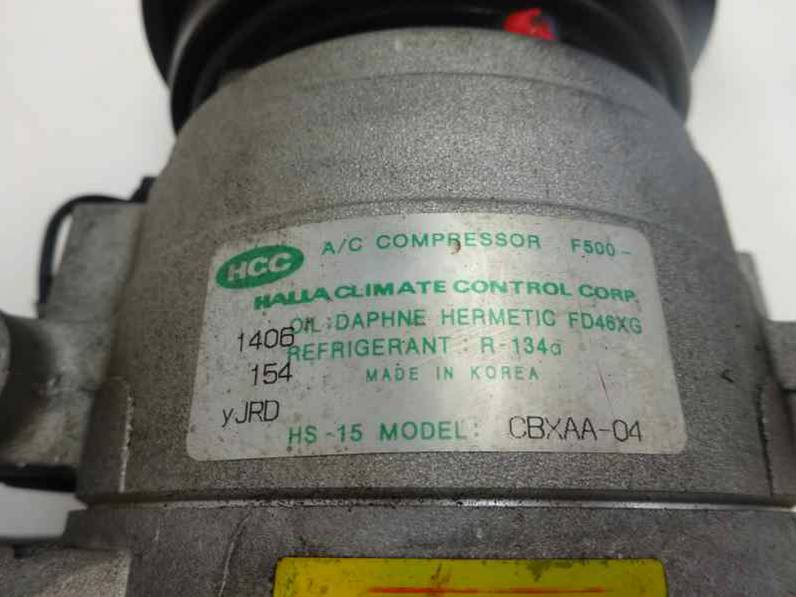 A/C COMPRESSOR F500-
HCC
HALLA CLIMATE CONTROL CORP.
OIL:DAPHNE HERMETIC FD46XG
1406
REFRIGERANT : R-134a
154
MADE IN KOREA
yJRD
HS-15 MODEL: CBXAA-04